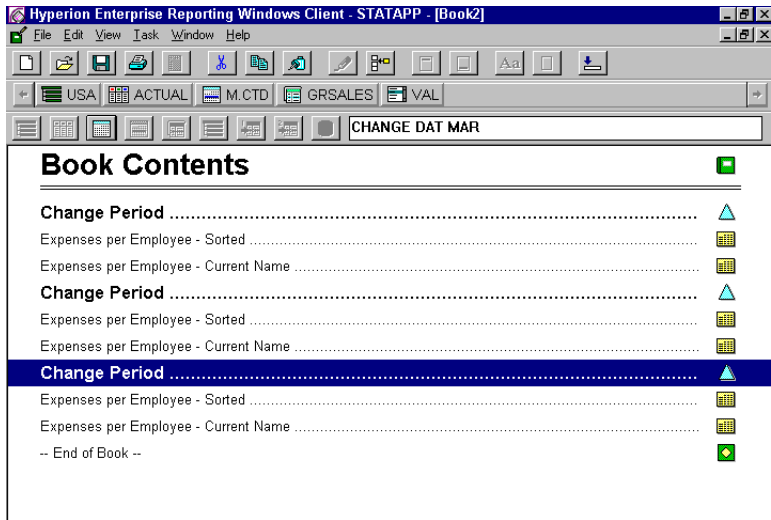 Hyperion Enterprise Reporting Windows Client - STATAPP - [Book2]
File Edit View Task Window Help
Aa
USA ACTUAL M.CTD GRSALES VAL
CHANGE DAT MAR
Book Contents
Change Period ........................................................................
Expenses per Employee - Sorted ........................................................................
Expenses per Employee - Current Name ........................................................................
Change Period ........................................................................
Expenses per Employee - Sorted ........................................................................
Expenses per Employee - Current Name ........................................................................
Change Period ........................................................................
Expenses per Employee - Sorted ........................................................................
Expenses per Employee - Current Name ........................................................................
-- End of Book --